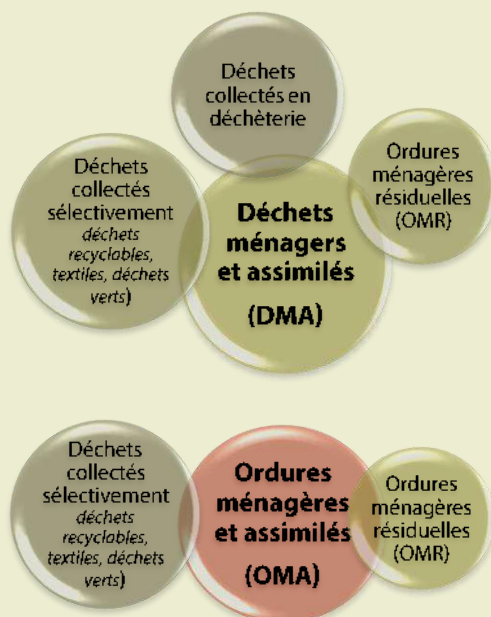 Déchets
collectés en
déchèterie
Déchets
collectés
sélectivement
déchets
recyclables,
textiles, déchets
verts)
Déchets
ménagers
et assimilés
(DMA)
Ordures
ménagères
résiduelles
(OMR)
Déchets
collectés
sélectivement
déchets
recyclables,
textiles, déchets
verts)
Ordures
ménagères
et assimilés
(OMA)
Ordures
ménagères
résiduelles
(OMR)